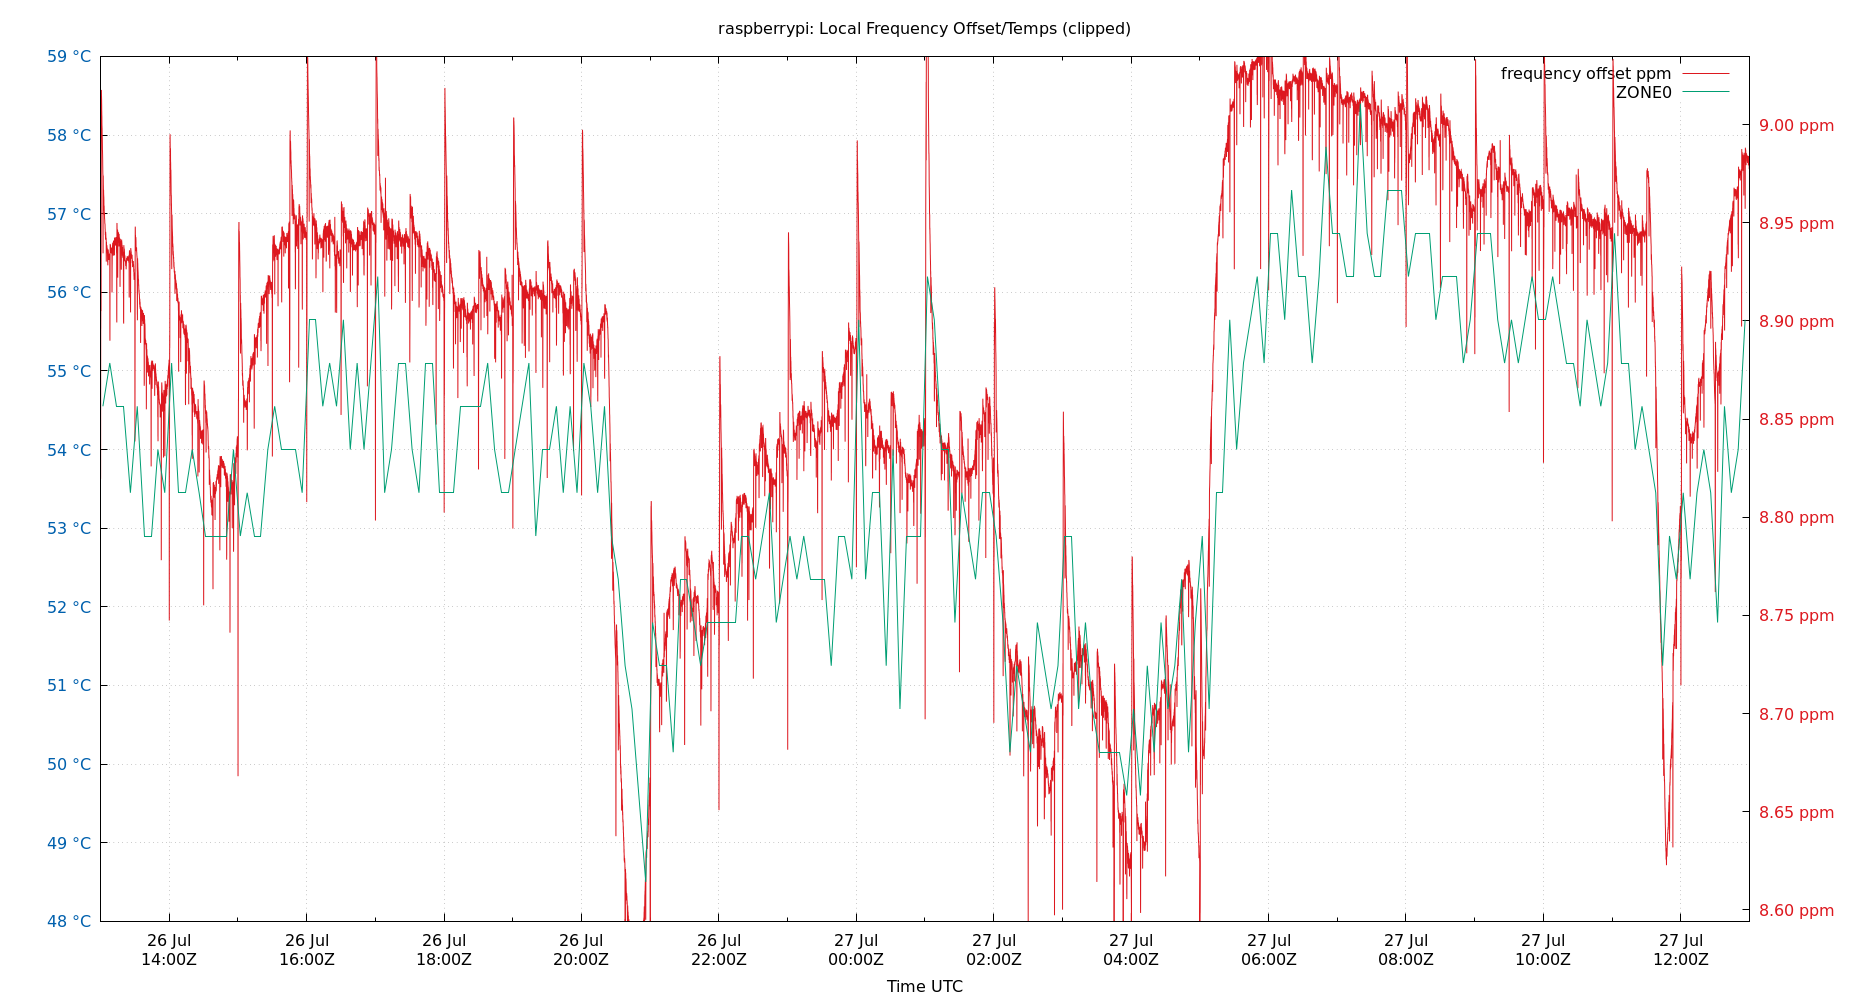 raspberrypi: Local Frequency Offset/Temps (clipped)
frequency offset ppm
ZONE0
59 °C
58 °C
57 °C
56 °C
55 °C
54 °C
53 °C
52 °C
51 °C
50 °C
49 °C
48 °C
9.00 ppm
8.95 ppm
8.90 ppm
8.85 ppm
8.80 ppm
8.75 ppm
8.70 ppm
8.65 ppm
8.60 ppm
26 Jul
14:00Z
26 Jul
16:00Z
26 Jul
18:00Z
26 Jul
20:00Z
26 Jul
22:00Z
27 Jul
00:00Z
27 Jul
02:00Z
27 Jul
04:00Z
27 Jul
06:00Z
27 Jul
08:00Z
27 Jul
10:00Z
27 Jul
12:00Z
Time UTC